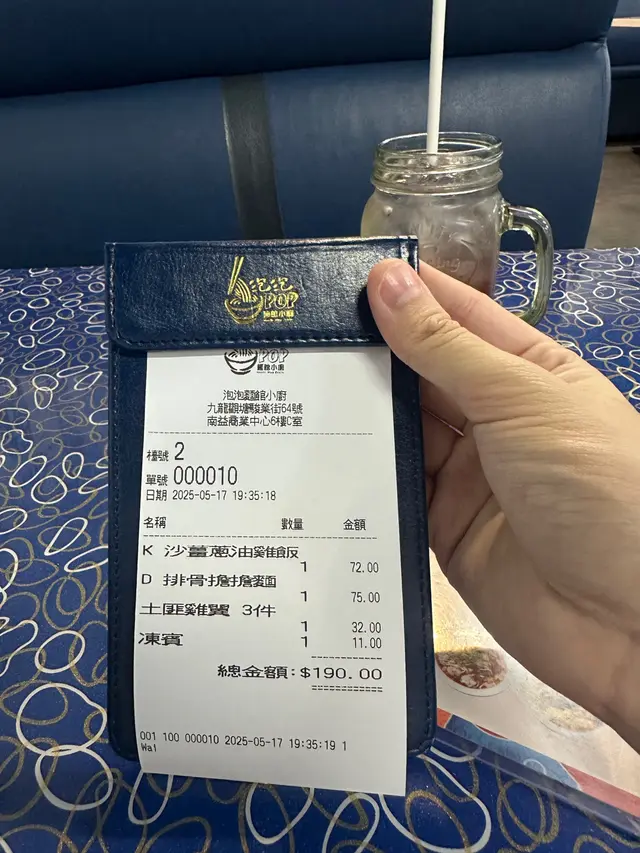 泡泡
POP
麵館小廚
POP
麵館小廚
泡泡麵館小廚
九龍觀塘駿業街64號
南益商業中心6樓C室
檯號 2
單號 000010
日期 2025-05-17 19:35:18
名稱 數量 金額
K 沙薑蔥油雞飯
1 72.00
D 排骨擔擔麵
1 75.00
土匪雞翼 3件
1 32.00
凍賓 1 11.00
總金額: $190.00
001 100 000010 2025-05-17 19:35:19 1
Wai